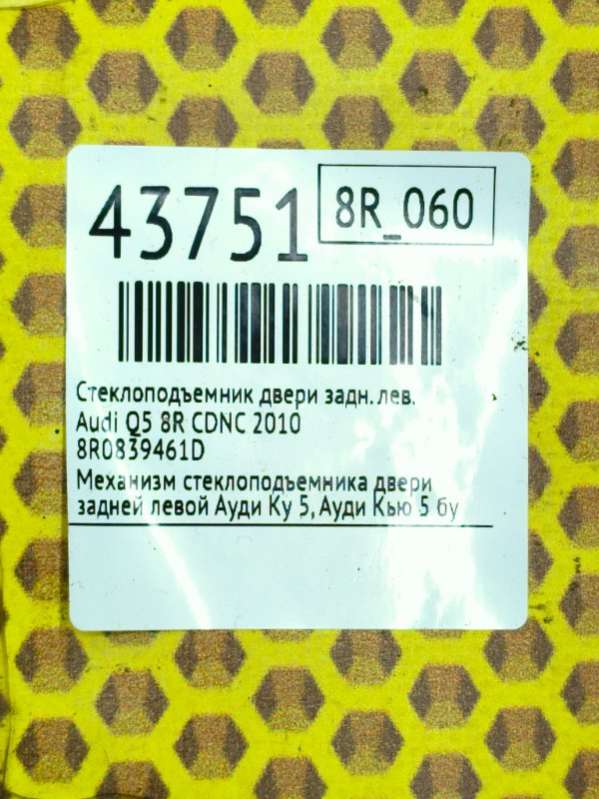 43751
8R_060
Стеклоподъемник двери задн. лев.
Audi Q5 8R CDNC 2010
8R0839461D
Механизм стеклоподъемника двери
задней левой Ауди Ку 5, Ауди Кью 5 бу